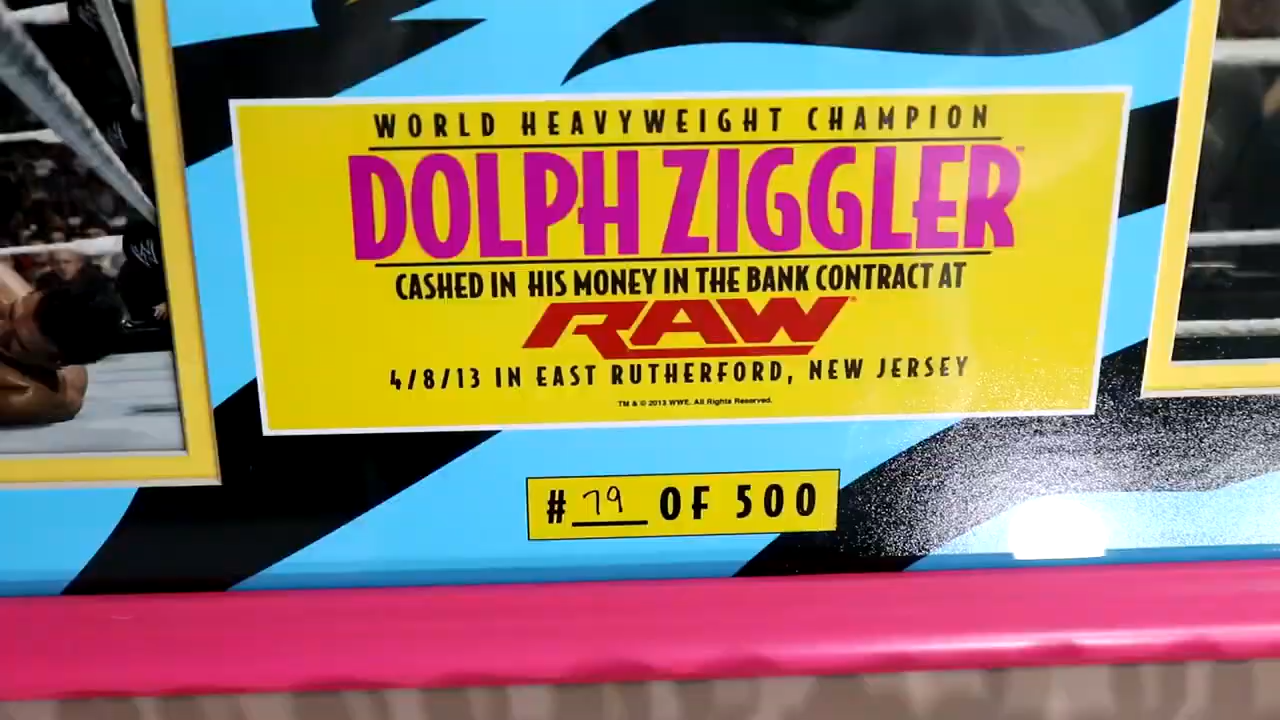 WORLD HEAVYWEIGHT CHAMPION
DOLPH ZIGGLER™
CASHED IN HIS MONEY IN THE BANK CONTRACT AT
RAW®
4/8/13 IN EAST RUTHERFORD, NEW JERSEY
TM & © 2013 WWE. All Rights Reserved.
# 79 OF 500